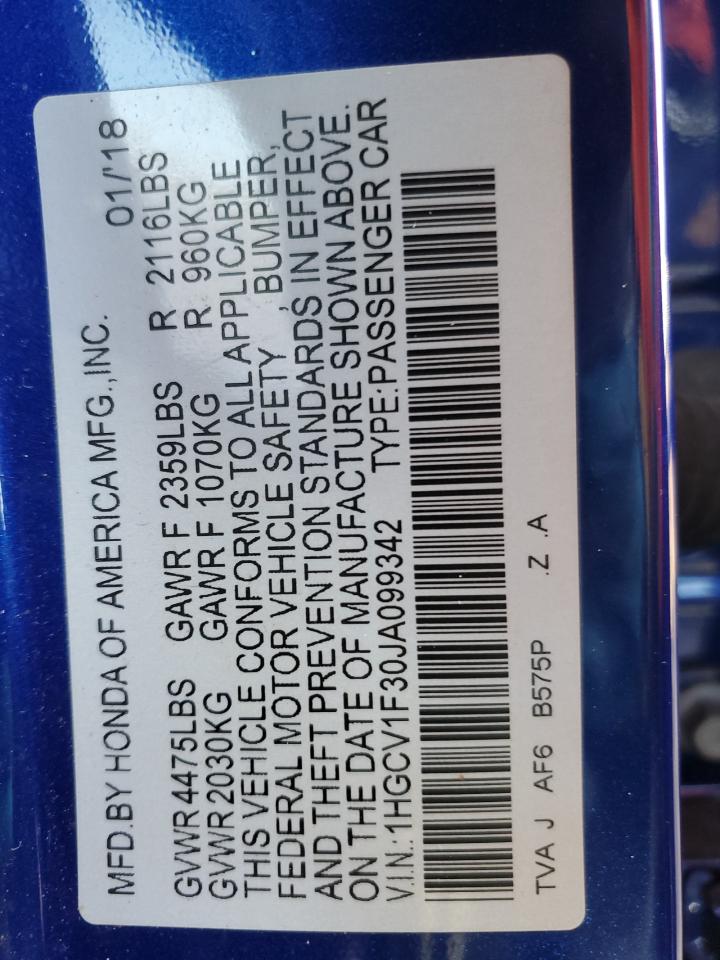 MFD.BY HONDA OF AMERICA MFG.,INC. 01/'18
GVWR 4475LBS GAWR F 2359LBS R 2116LBS
GVWR 2030KG GAWR F 1070KG R 960KG
THIS VEHICLE CONFORMS TO ALL APPLICABLE
FEDERAL MOTOR VEHICLE SAFETY , BUMPER,
AND THEFT PREVENTION STANDARDS IN EFFECT
ON THE DATE OF MANUFACTURE SHOWN ABOVE.
V.I.N.:1HGCV1F30JA099342 TYPE:PASSENGER CAR
TVA J AF6 B575P .Z .A